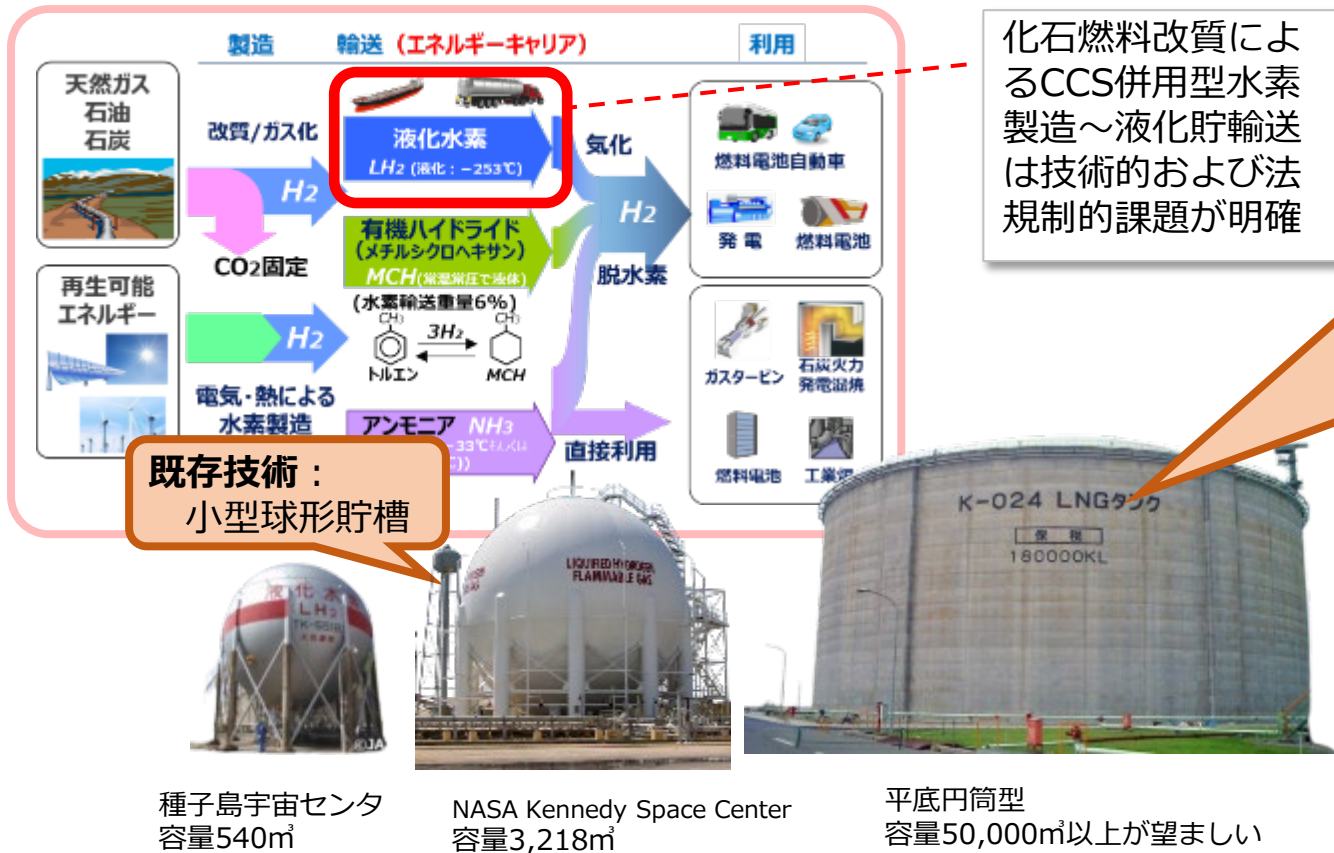 製造
輸送（エネルギーキャリア）
利用
天然ガス
石油
石炭
改質/ガス化
H2
CO2固定
再生可能
エネルギー
H2
電気・熱による
水素製造
液化水素
LH2 (液化：−253℃)
有機ハイドライド
（メチルシクロヘキサン）
MCH(常温常圧で液体)
(水素輸送重量6%)
CH3
3H2
CH3
トルエン
MCH
アンモニア NH3
−33℃もしくは
℃))
気化
H2
脱水素
直接利用
燃料電池自動車
発電
燃料電池
ガスタービン
石炭火力
発電混焼
燃料電池
工業
化石燃料改質によ
るCCS併用型水素
製造～液化貯輸送
は技術的および法
規制的課題が明確
既存技術：
小型球形貯槽
液化水
LH2
LIQUIFIED HYDROGEN
FLAMMABLE GAS
K-024 LNGタンク
保税
180000KL
種子島宇宙センタ
容量540㎥
NASA Kennedy Space Center
容量3,218㎥
平底円筒型
容量50,000㎥以上が望ましい